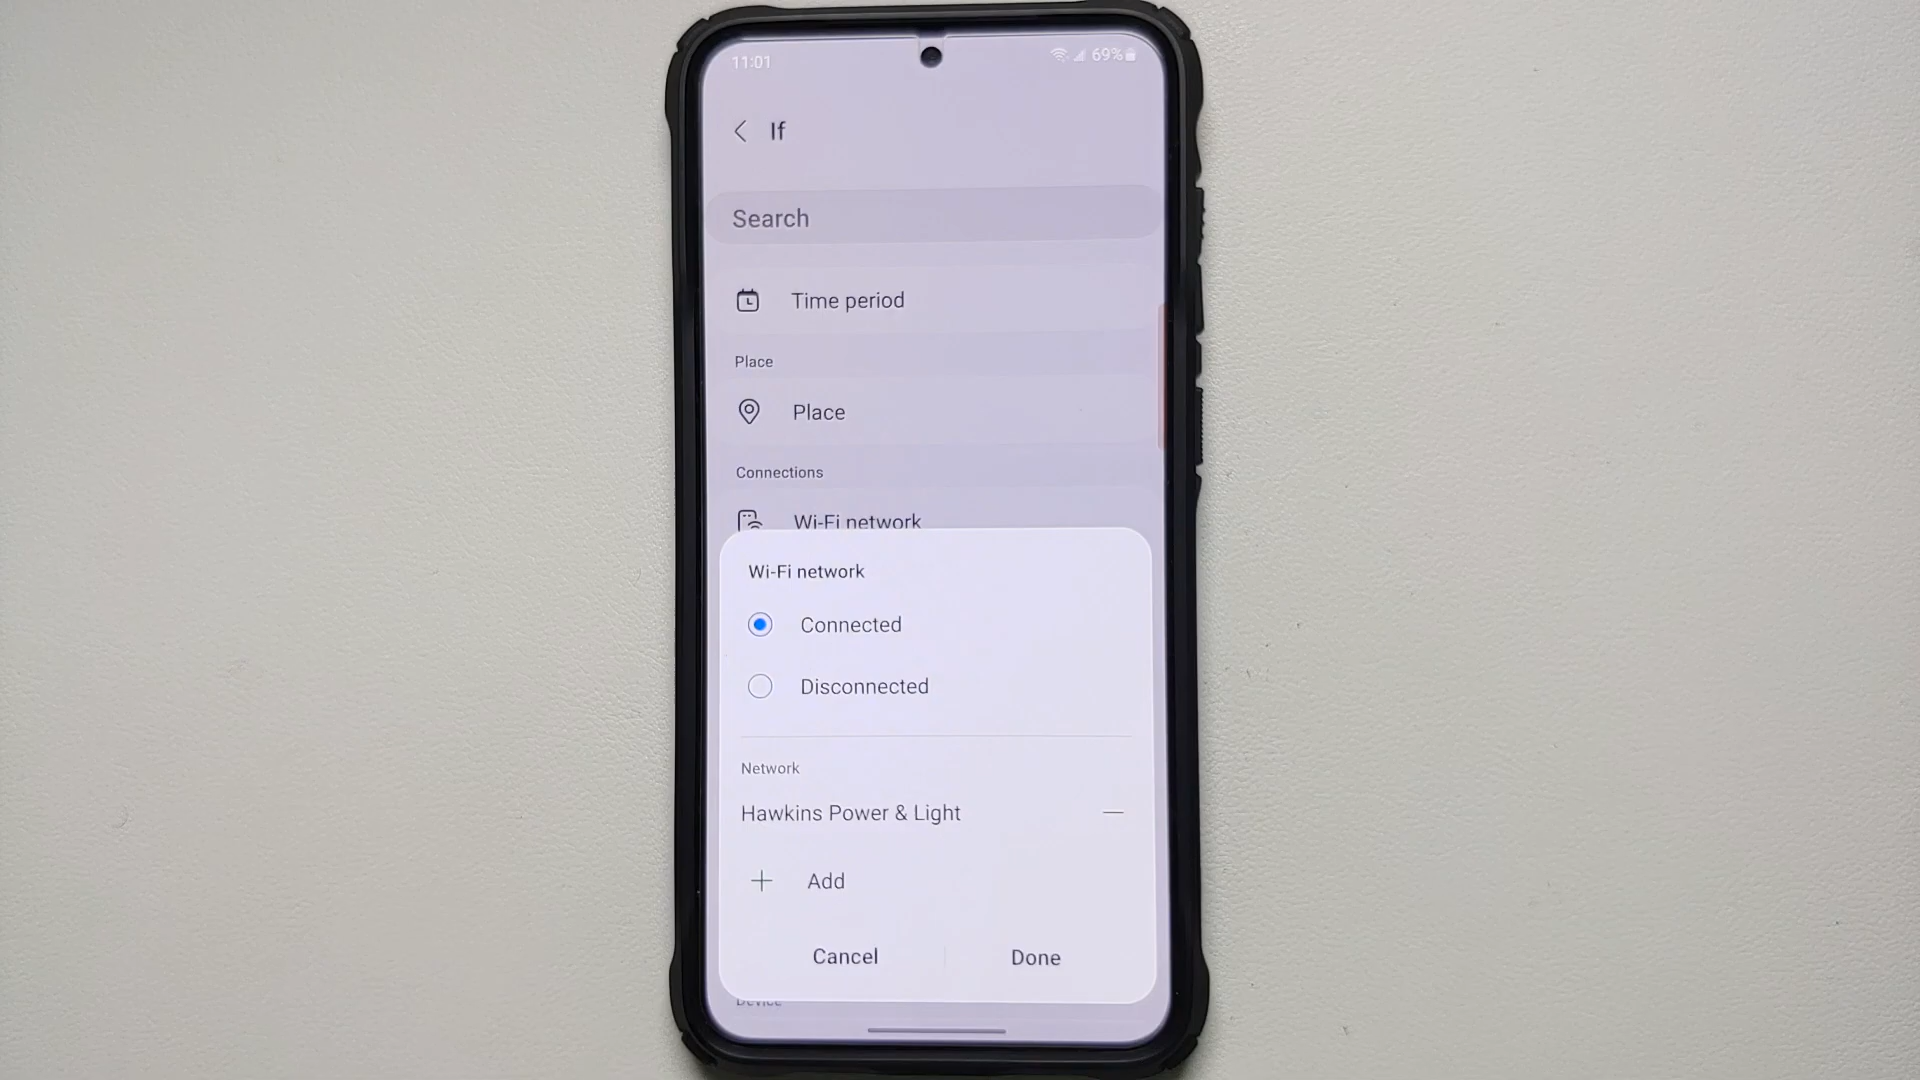 11:01
69%
If
Search
Time period
Place
Place
Connections
Wi-Fi network
Wi-Fi network
Connected
Disconnected
Network
Hawkins Power & Light
Add
Cancel
Done
Device